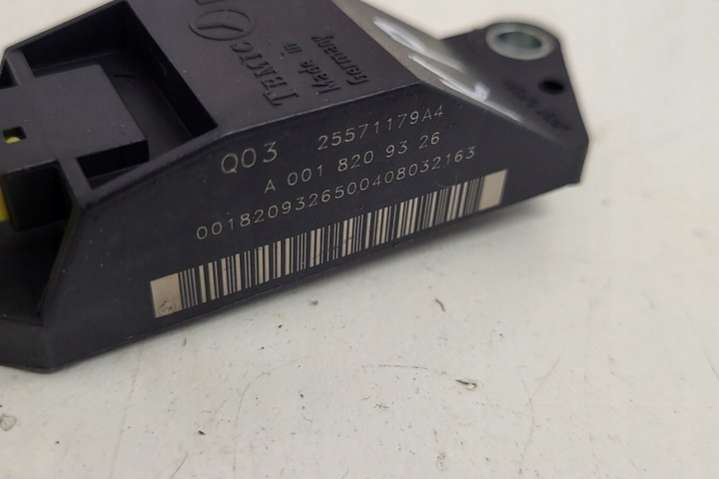 TEMIC
Made in
Germany
Q03 25571179A4
A 001 820 93 26
0018209326500408032163